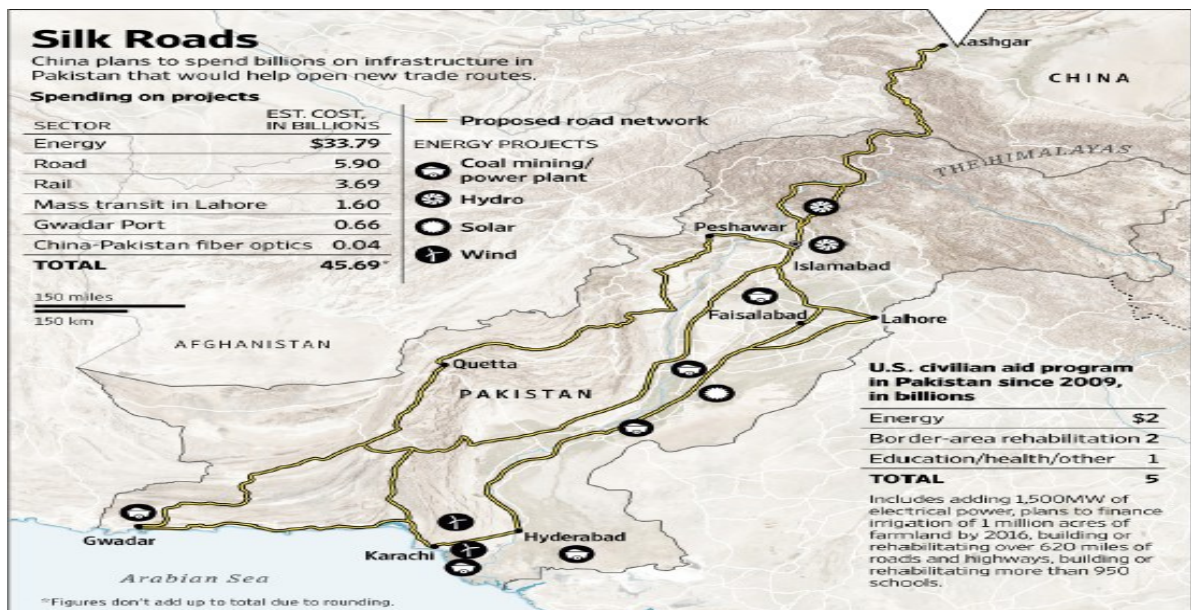 Silk Roads
China plans to spend billions on infrastructure in
Pakistan that would help open new trade routes.
Spending on projects
SECTOR EST. COST, IN BILLIONS
Energy $33.79
Road 5.90
Rail 3.69
Mass transit in Lahore 1.60
Gwadar Port 0.66
China-Pakistan fiber optics 0.04
TOTAL 45.69*
150 miles
150 km
Proposed road network
ENERGY PROJECTS
Coal mining/
power plant
Hydro
Solar
Wind
CHINA
THE HIMALAYAS
Peshawar
Islamabad
Faisalabad
Lahore
AFGHANISTAN
Quetta
PAKISTAN
Gwadar
Karachi
Hyderabad
Arabian Sea
U.S. civilian aid program
in Pakistan since 2009,
in billions
Energy $2
Border-area rehabilitation 2
Education/health/other 1
TOTAL 5
Includes adding 1,500MW of
electrical power, plans to finance
irrigation of 1 million acres of
farmland by 2016, building or
rehabilitating over 620 miles of
roads and highways, building or
rehabilitating more than 950
schools.
*Figures don't add up to total due to rounding.